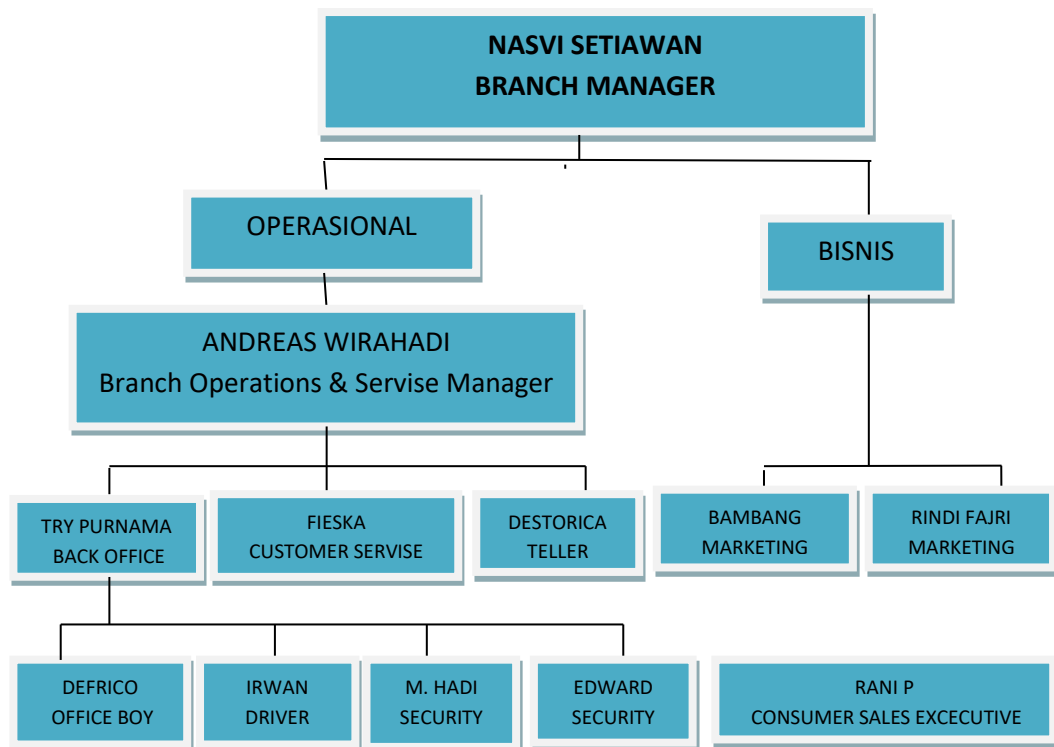 NASVI SETIAWAN
BRANCH MANAGER
OPERASIONAL
BISNIS
ANDREAS WIRAHADI
Branch Operations & Servise Manager
TRY PURNAMA
BACK OFFICE
FIESKA
CUSTOMER SERVISE
DESTORICA
TELLER
BAMBANG
MARKETING
RINDI FAJRI
MARKETING
DEFRICO
OFFICE BOY
IRWAN
DRIVER
M. HADI
SECURITY
EDWARD
SECURITY
RANI P
CONSUMER SALES EXCECUTIVE